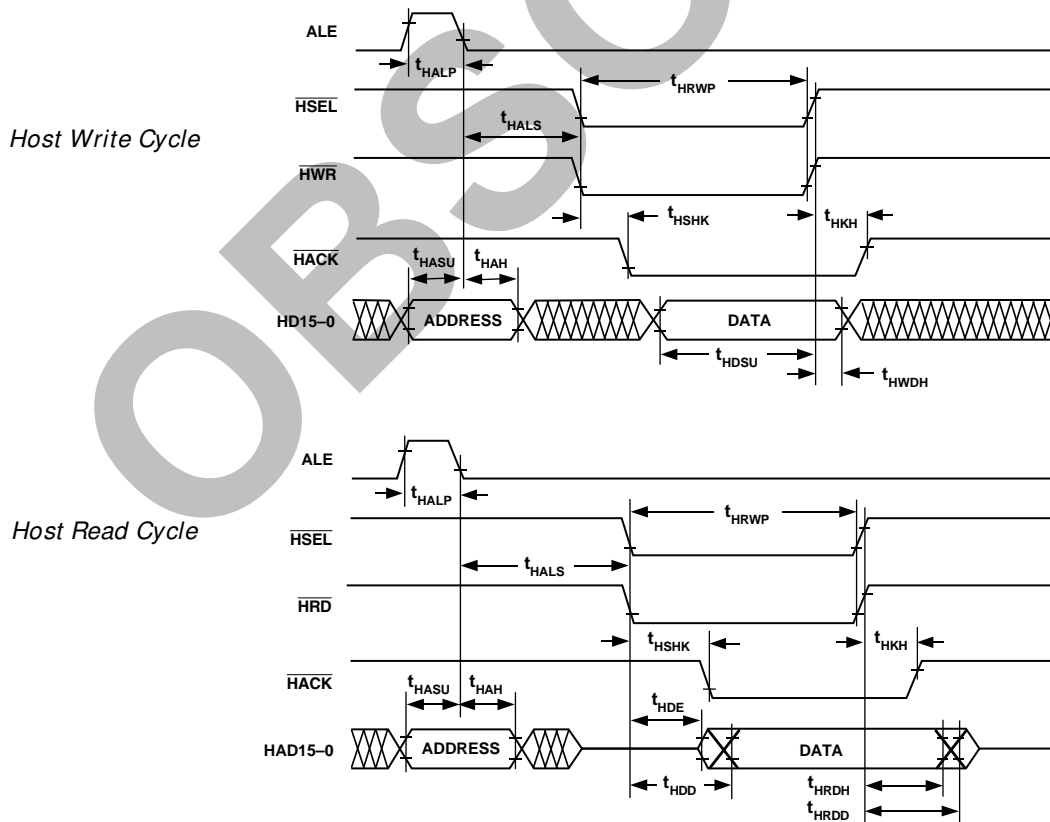 ALE
tHALP
HSEL
tHRWP
Host Write Cycle
tHALS
HWR
tHSHK
tHKH
HACK
tHASU
tHAH
HD15–0
ADDRESS
DATA
tHDSU
tHWDH
ALE
tHALP
Host Read Cycle
HSEL
tHRWP
tHALS
HRD
tHSHK
tHKH
HACK
tHASU
tHAH
tHDE
HAD15–0
ADDRESS
DATA
tHDD
tHRDH
tHRDD
OBSO